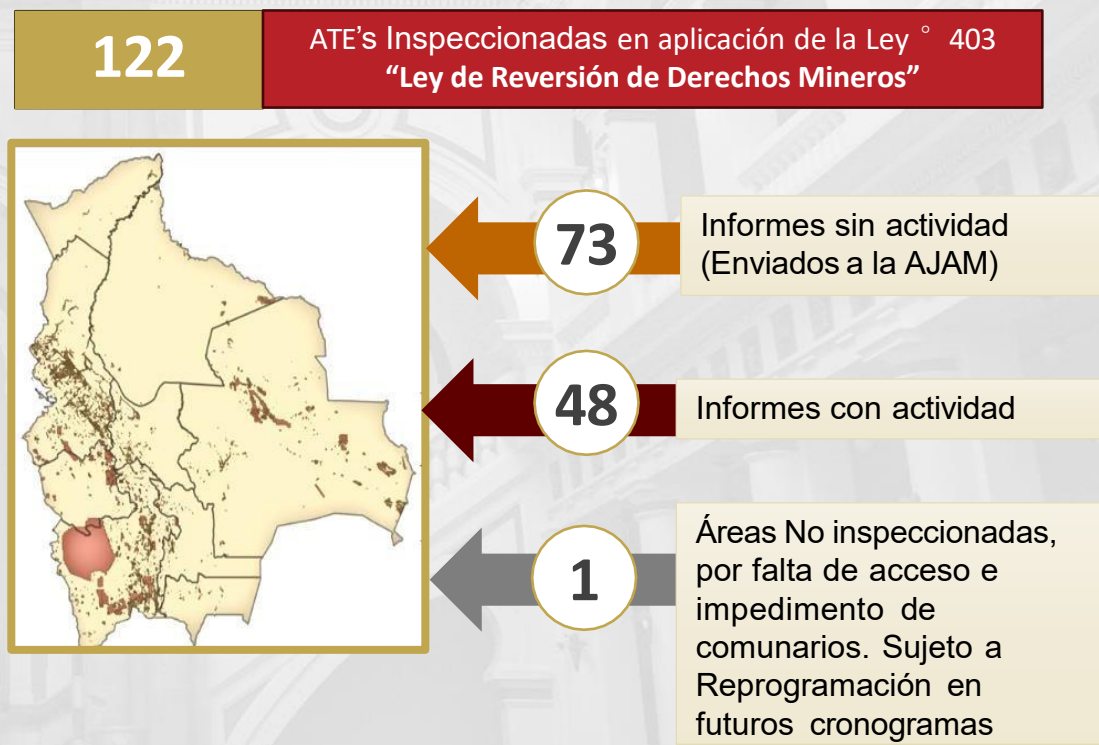 122
ATE's Inspeccionadas en aplicación de la Ley ° 403
“Ley de Reversión de Derechos Mineros”
73
Informes sin actividad
(Enviados a la AJAM)
48
Informes con actividad
1
Áreas No inspeccionadas,
por falta de acceso e
impedimento de
comunarios. Sujeto a
Reprogramación en
futuros cronogramas